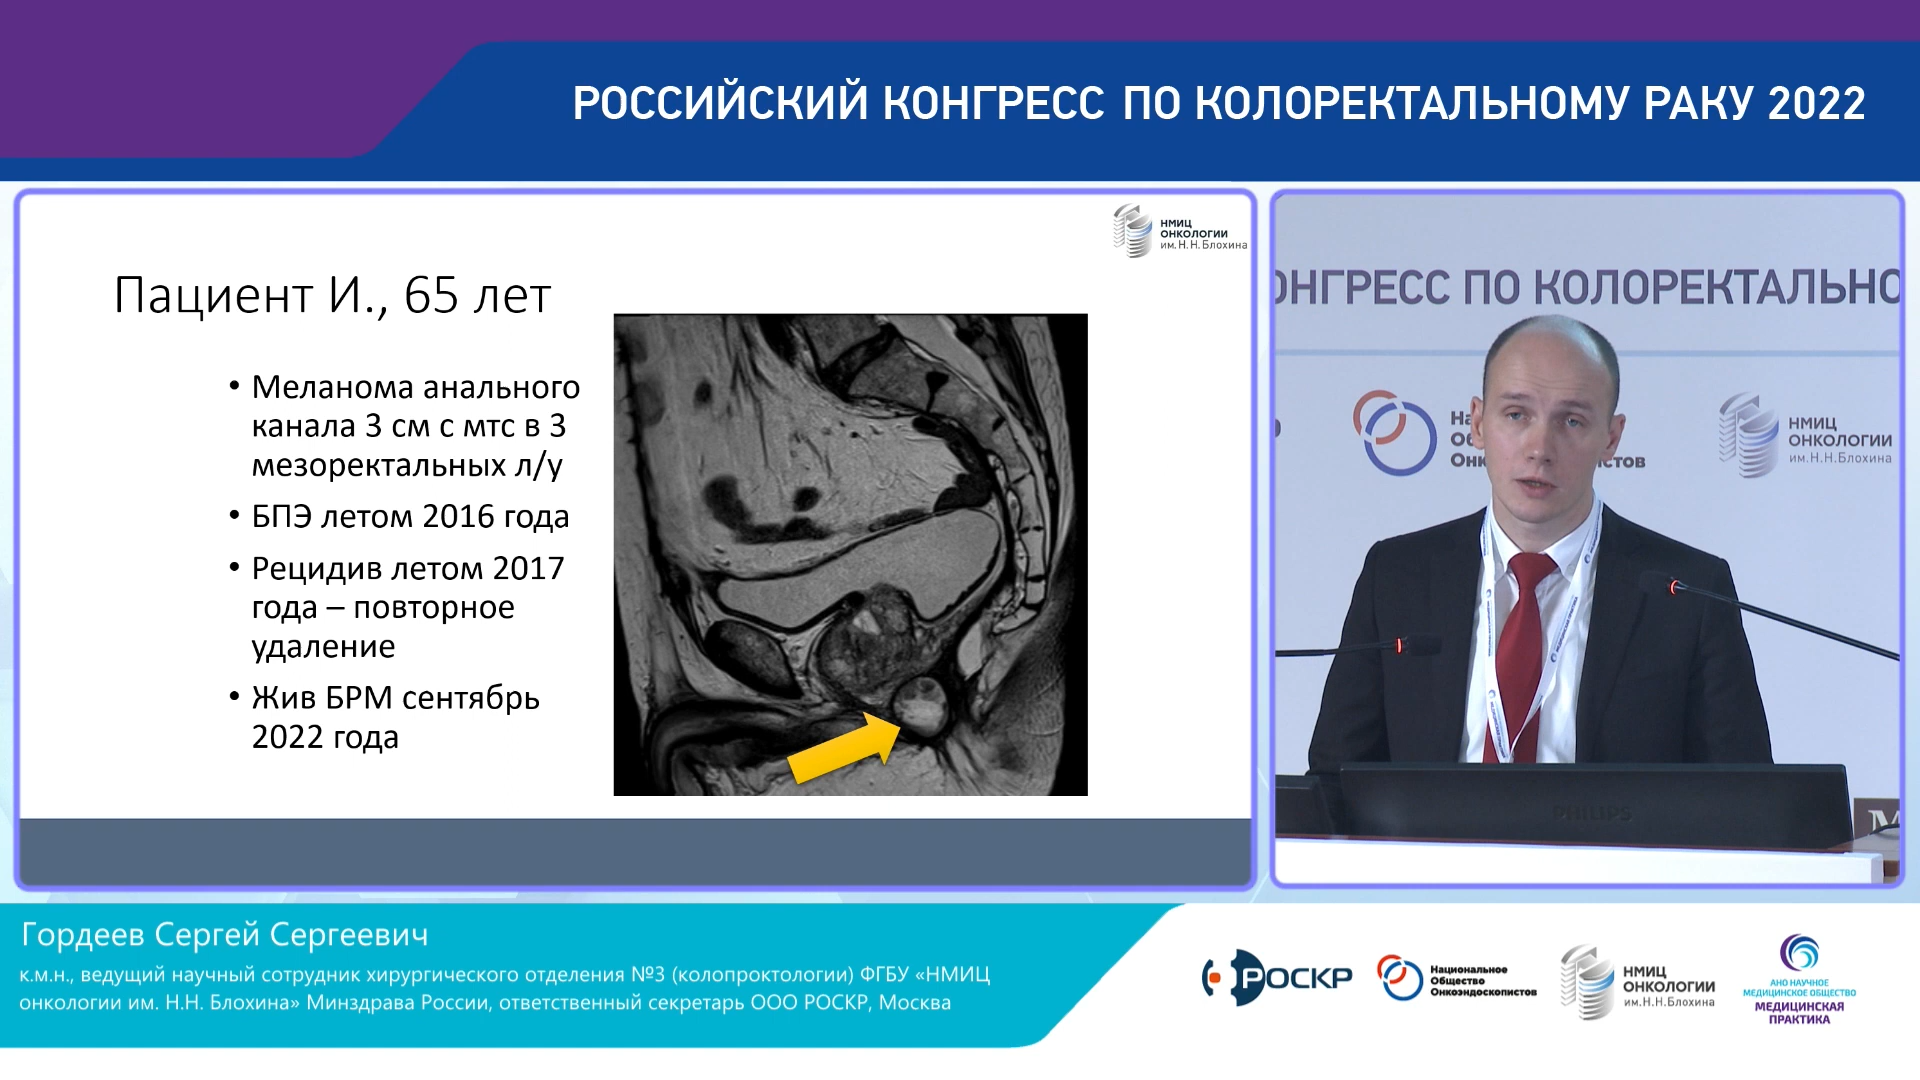 РОССИЙСКИЙ КОНГРЕСС ПО КОЛОРЕКТАЛЬНОМУ РАКУ 2022
НМИЦ
ОНКОЛОГИИ
им. Н.Н. Блохина
Пациент И., 65 лет
• Меланома анального
канала 3 см с мтс в 3
мезоректальных л/у
• БПЭ летом 2016 года
• Рецидив летом 2017
года – повторное
удаление
• Жив БРМ сентябрь
2022 года
ОНГРЕСС ПО КОЛОРЕКТАЛЬНО
НМИЦ
ОНКОЛОГИИ
им.Н.Н.Блохина
PHILIPS
Гордеев Сергей Сергеевич
к.м.н., ведущий научный сотрудник хирургического отделения №3 (колопроктологии) ФГБУ «НМИЦ
онкологии им. Н.Н. Блохина» Минздрава России, ответственный секретарь ООО РОСКР, Москва
РОСКР
Национальное
Общество
Онкоэндоскопистов
НМИЦ
ОНКОЛОГИИ
им.Н.Н.Блохина
АНО НАУЧНОЕ
МЕДИЦИНСКОЕ ОБЩЕСТВО
МЕДИЦИНСКАЯ
ПРАКТИКА